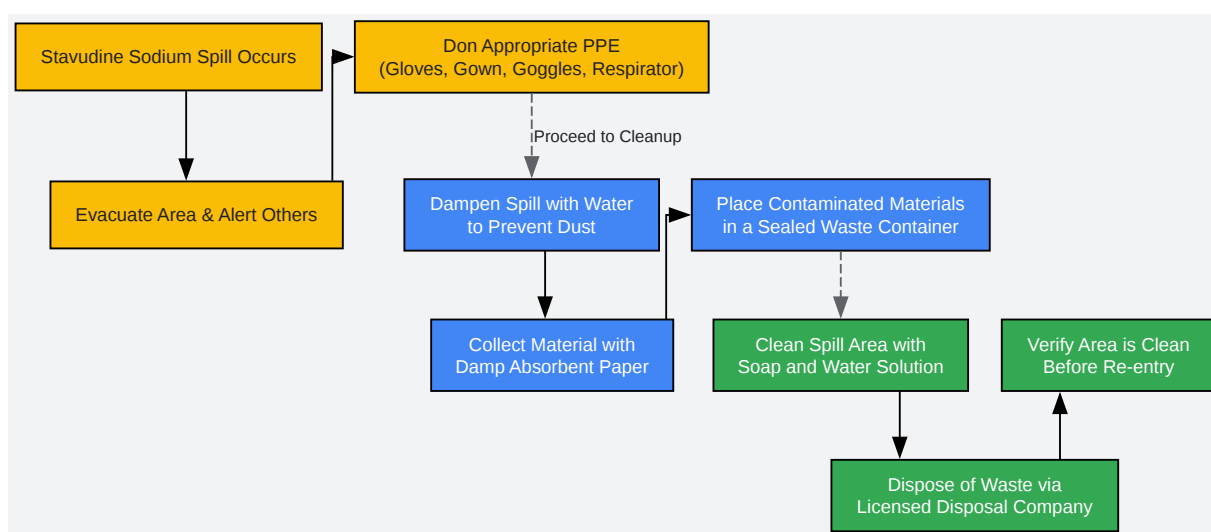 Stavudine Sodium Spill Occurs
Don Appropriate PPE
(Gloves, Gown, Goggles, Respirator)
Proceed to Cleanup
Evacuate Area & Alert Others
Dampen Spill with Water
to Prevent Dust
Place Contaminated Materials
in a Sealed Waste Container
Collect Material with
Damp Absorbent Paper
Clean Spill Area with
Soap and Water Solution
Verify Area is Clean
Before Re-entry
Dispose of Waste via
Licensed Disposal Company